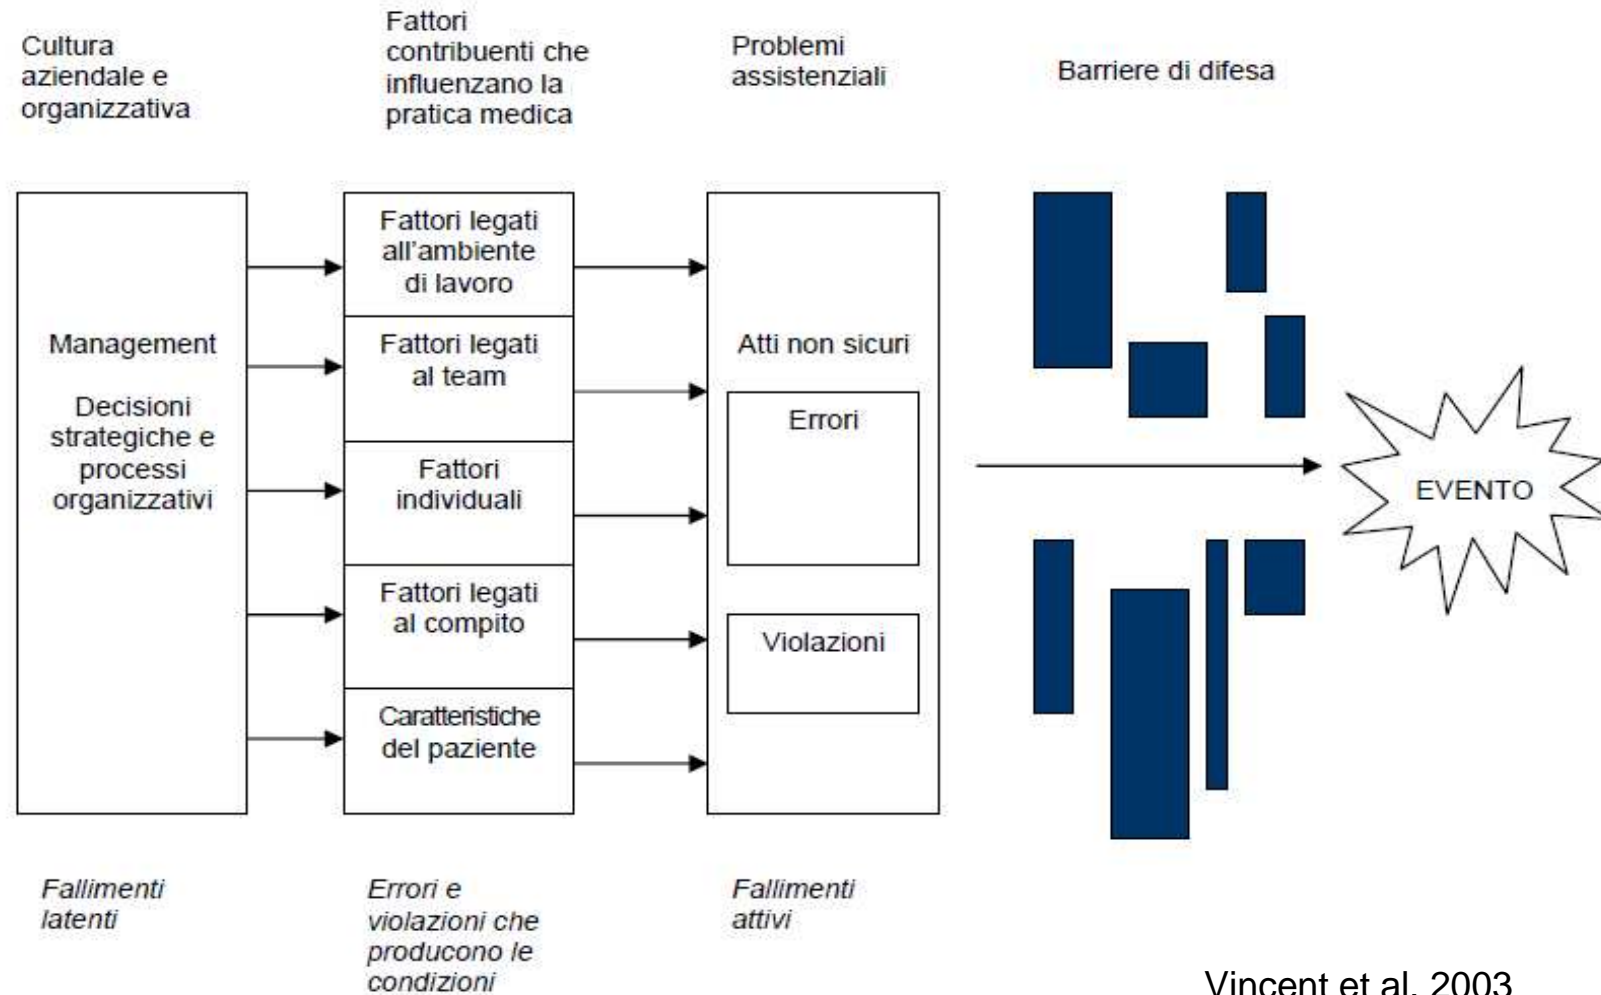 Cultura
aziendale e
organizzativa
Fattori
contribuenti che
influenzano la
pratica medica
Problemi
assistenziali
Barriere di difesa
Management
Decisioni
strategiche e
processi
organizzativi
Fattori legati
all'ambiente
di lavoro
Fattori legati
al team
Fattori
individuali
Fattori legati
al compito
Caratteristiche
del paziente
Atti non sicuri
Errori
Violazioni
EVENTO
Fallimenti
latenti
Errori e
violazioni che
producono le
condizioni
Fallimenti
attivi
Vincent et al. 2003